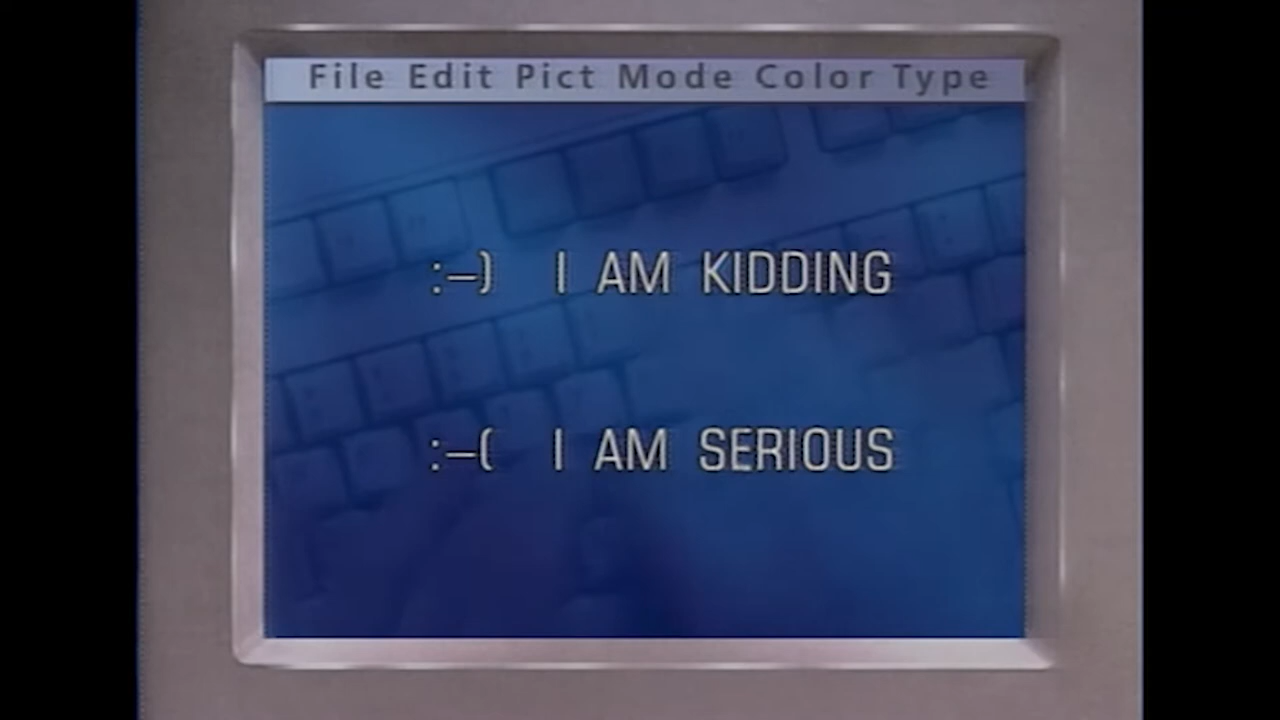 File Edit Pict Mode Color Type
:-) I AM KIDDING
:-( I AM SERIOUS